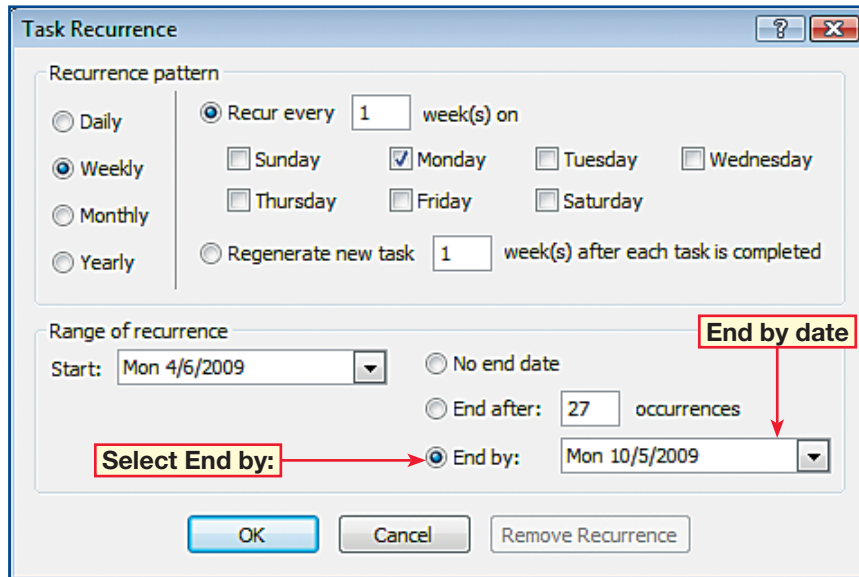 Task Recurrence
Recurrence pattern
Daily
Weekly
Monthly
Yearly
Recur every 1 week(s) on
Sunday Monday Tuesday Wednesday
Thursday Friday Saturday
Regenerate new task 1 week(s) after each task is completed
Range of recurrence
Start: Mon 4/6/2009
No end date
End after: 27 occurrences
End by: Mon 10/5/2009
End by date
Select End by:
OK Cancel Remove Recurrence